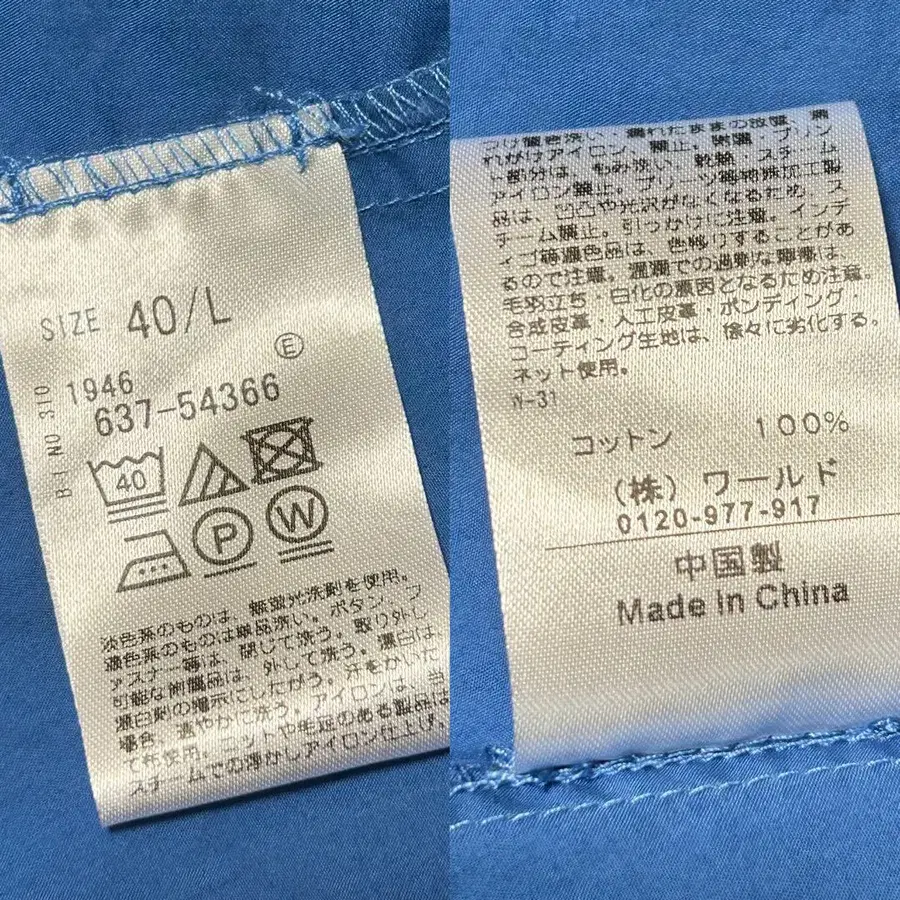 SIZE 40/L
E
BIノNO 310
1946
637-54366
40
P
W
淡色系のものは、無蛍光洗剤を使用。
濃色系のものは単品洗い。ボタン、フ
ァスナー等は、閉じて洗う。取り外し
可能な附属品は、外して洗う。漂白は、
漂白剤の指示にしたがう。汗をかいた
場合、速やかに洗う。アイロンは、当
て布使用。ニットや毛足のある製品は
スチームでの浮かしアイロン仕上げ。
つけ置き洗い・濡れたままの放置、濡
れがけアイロン、禁止。附属・プリン
ト部分は、もみ洗い・乾燥・スチーム
アイロン禁止。プリーツ等特殊加工製
品は、凹凸や光沢がなくなるため、ス
チーム禁止。引っかけに注意。インデ
ィゴ等濃色品は、色移りすることがあ
るので注意。湿潤での過剰な摩擦は、
毛羽立ち・白化の原因となるため注意。
合成皮革・人工皮革・ボンディング・
コーティング生地は、徐々に劣化する。
ネット使用。
W-31
コットン 100%
(株) ワールド
0120-977-917
中国製
Made in China